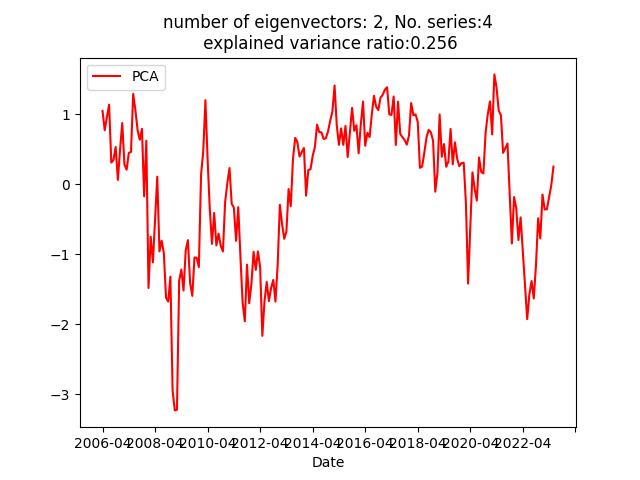 number of eigenvectors: 2, No. series:4
explained variance ratio:0.256
PCA
1
0
−1
−2
−3
2006-04 2008-04 2010-04 2012-04 2014-04 2016-04 2018-04 2020-04 2022-04
Date